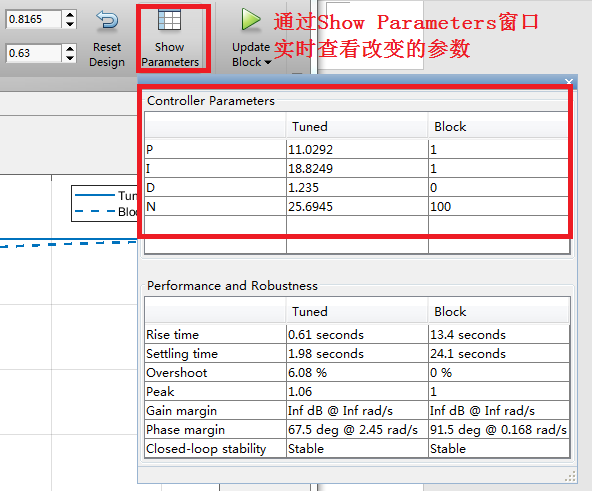 0.8165
0.63
Reset
Design
Show
Parameters
Update
Block
通过Show Parameters窗口
实时查看改变的参数
Controller Parameters
Tuned Block
P 11.0292 1
I 18.8249 1
D 1.235 0
N 25.6945 100
Tun
Bloc
Performance and Robustness
Tuned Block
Rise time 0.61 seconds 13.4 seconds
Settling time 1.98 seconds 24.1 seconds
Overshoot 6.08 % 0 %
Peak 1.06 1
Gain margin Inf dB @ Inf rad/s Inf dB @ Inf rad/s
Phase margin 67.5 deg @ 2.45 rad/s 91.5 deg @ 0.168 rad/s
Closed-loop stability Stable Stable